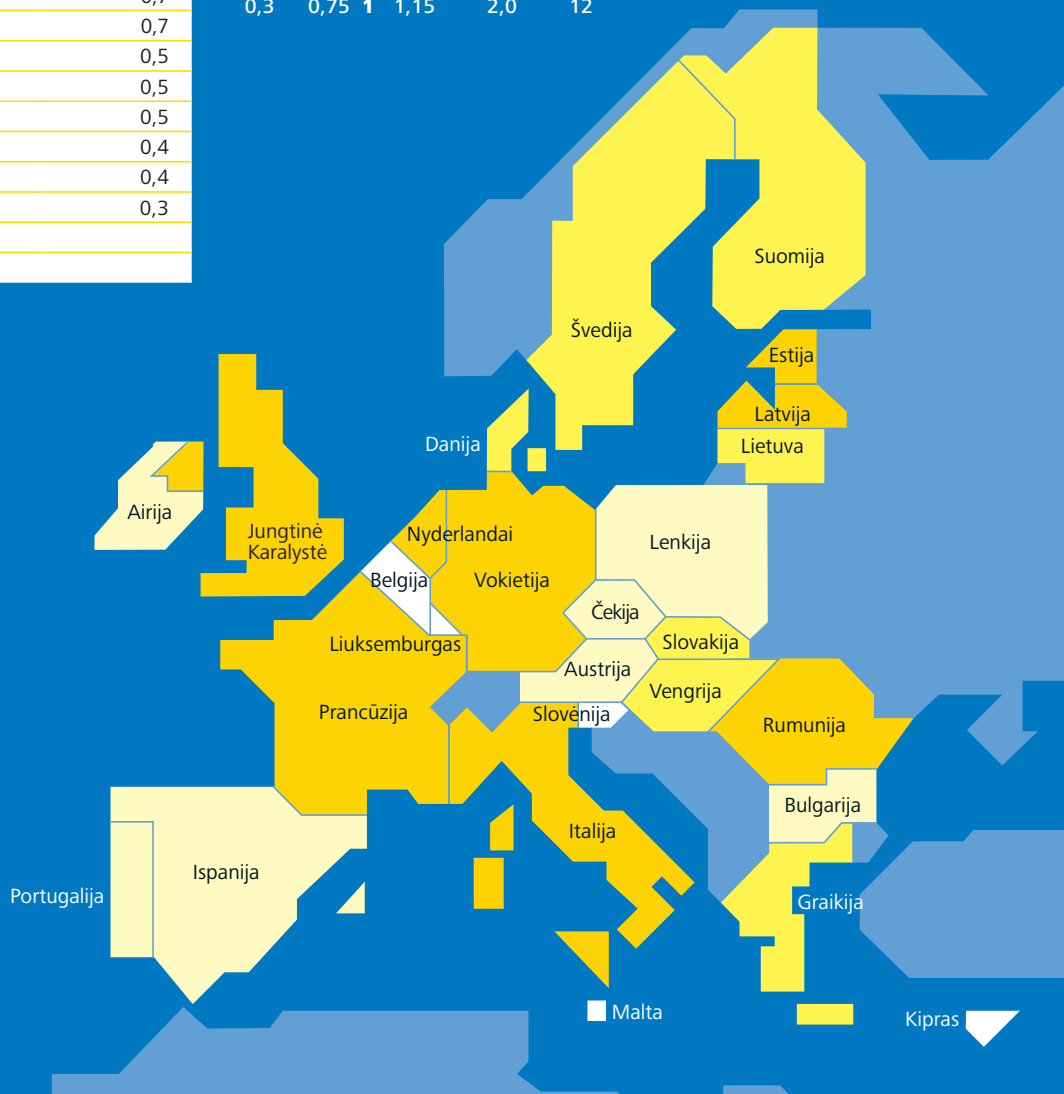 0,7
0,5
0,5
0,5
0,4
0,4
0,3
0,3 0,75 1 1,15 2,0 12
Suomija
Švedija
Estija
Latvija
Lietuva
Danija
Airija
Jungtinė
Karalystė
Nyderlandai
Belgija
Vokietija
Lenkija
Čekija
Liuksemburgas
Slovakija
Austrija
Vengrija
Prancūzija
Slovėnija
Rumunija
Bulgarija
Italija
Ispanija
Portugalija
Graikija
Malta
Kipras